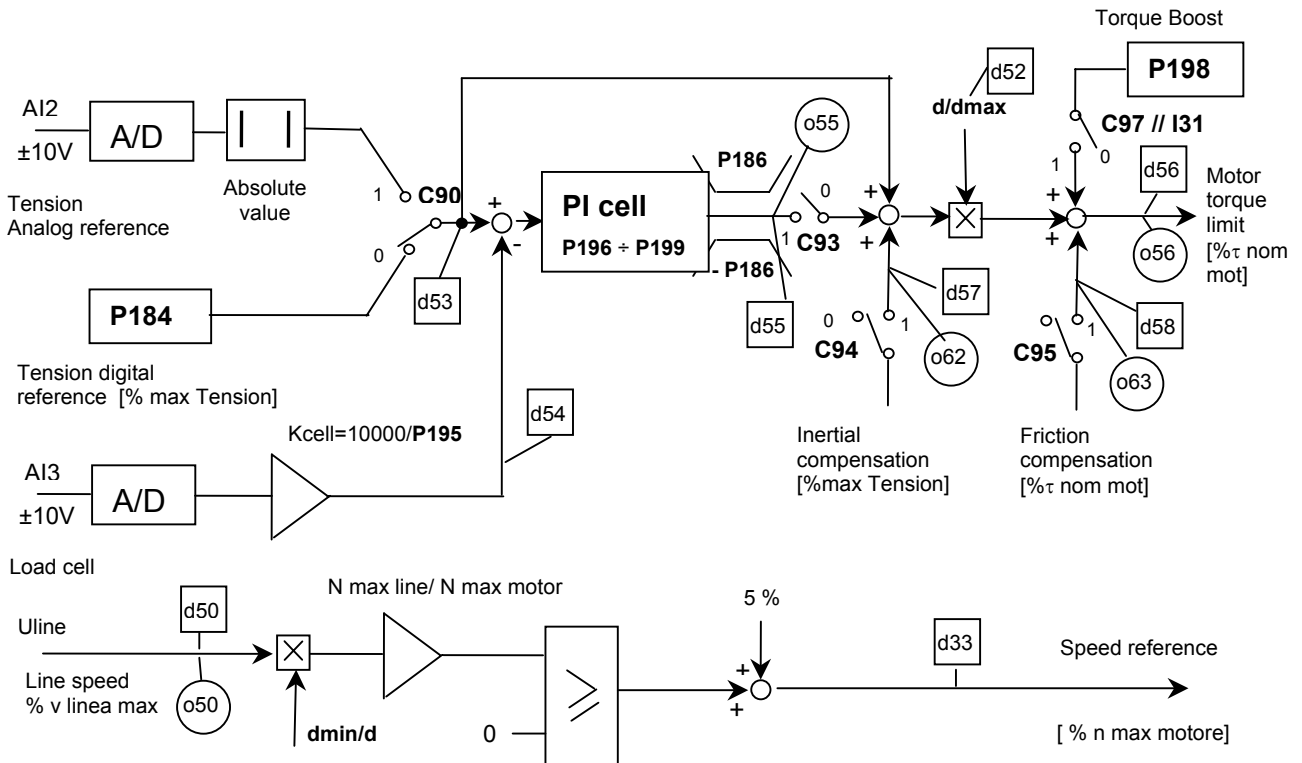 Torque Boost
P198
d52
d/dmax
AI2
±10V
A/D
o55
P186
C97 // I31
1
0
d56
Motor
torque
limit
[%τ nom
mot]
Absolute
value
1
C90
0
+
-
PI cell
P196 ÷ P199
0
1
C93
+
+
×
+
+
o56
Tension
Analog reference
- P186
P184
d53
d55
d57
d58
0
1
C94
o62
C95
1
o63
Tension digital
reference [% max Tension]
d54
Kcell=10000/P195
Inertial
compensation
[%max Tension]
Friction
compensation
[%τ nom mot]
AI3
±10V
A/D
Load cell
N max line/ N max motor
5 %
d50
Uline
×
d33
Speed reference
Line speed
% v linea max
o50
≥
+
+
dmin/d
0
[ % n max motore]